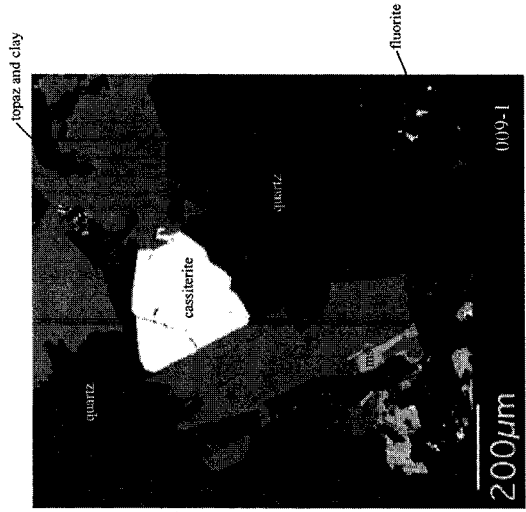 topaz and clay
fluorite
quartz
quartz
cassiterite
009-1
200μm